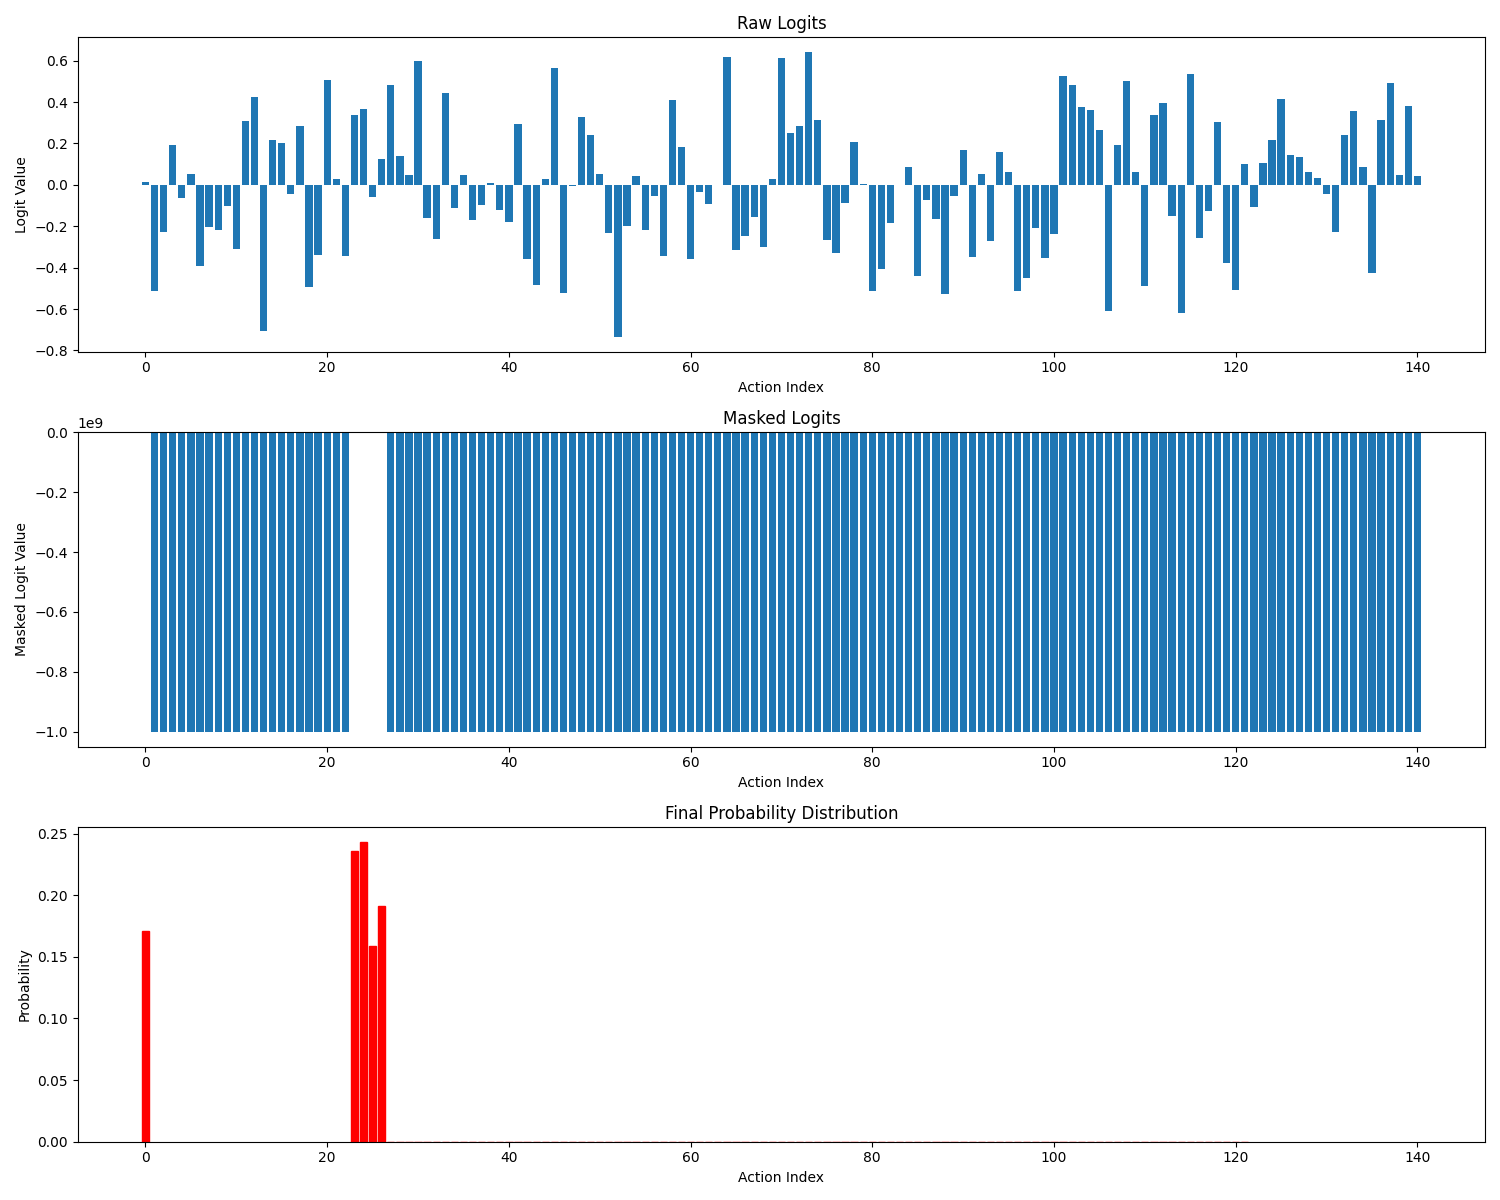 Raw Logits
Logit Value
0.6
0.4
0.2
0.0
−0.2
−0.4
−0.6
−0.8
0 20 40 60 80 100 120 140
Action Index
Masked Logits
1e9
Masked Logit Value
0.0
−0.2
−0.4
−0.6
−0.8
−1.0
0 20 40 60 80 100 120 140
Action Index
Final Probability Distribution
Probability
0.25
0.20
0.15
0.10
0.05
0.00
0 20 40 60 80 100 120 140
Action Index